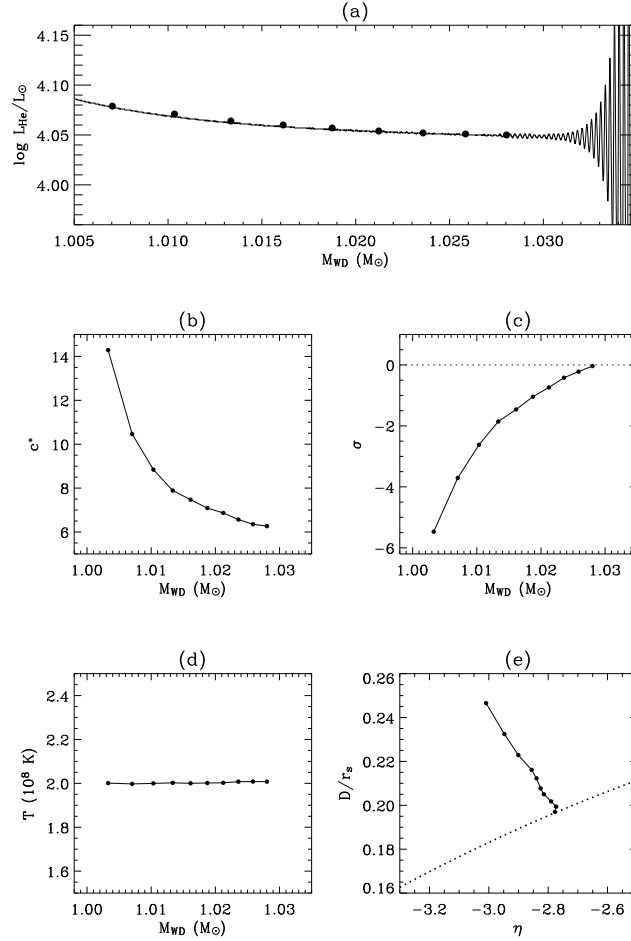 (a)
4.15
4.10
4.05
4.00
log L_He/L_⊙
1.005 1.010 1.015 1.020 1.025 1.030
M_WD (M_⊙)
(b) (c)
14
12
10
8
6
c*
1.00 1.01 1.02 1.03
M_WD (M_⊙)
0
−2
−4
−6
σ
1.00 1.01 1.02 1.03
M_WD (M_⊙)
(d) (e)
2.4
2.2
2.0
1.8
1.6
T (10^8 K)
1.00 1.01 1.02 1.03
M_WD (M_⊙)
0.26
0.24
0.22
0.20
0.18
0.16
D/r_s
−3.2 −3.0 −2.8 −2.6
η